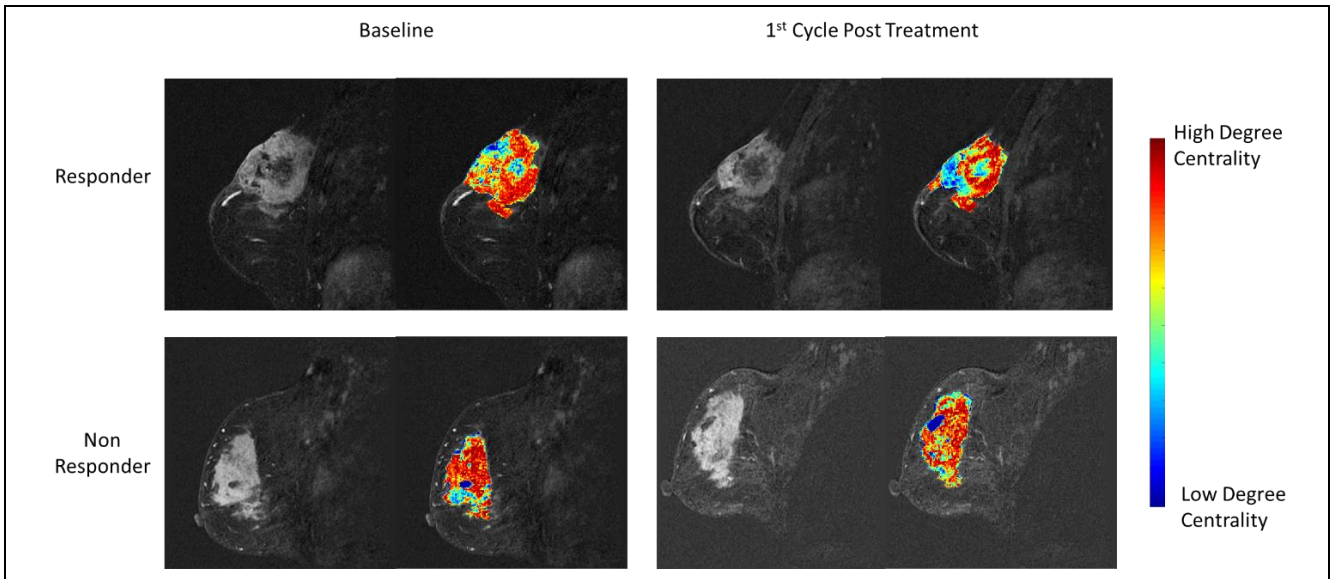 Baseline
1st Cycle Post Treatment
Responder
High Degree
Centrality
Non
Responder
Low Degree
Centrality